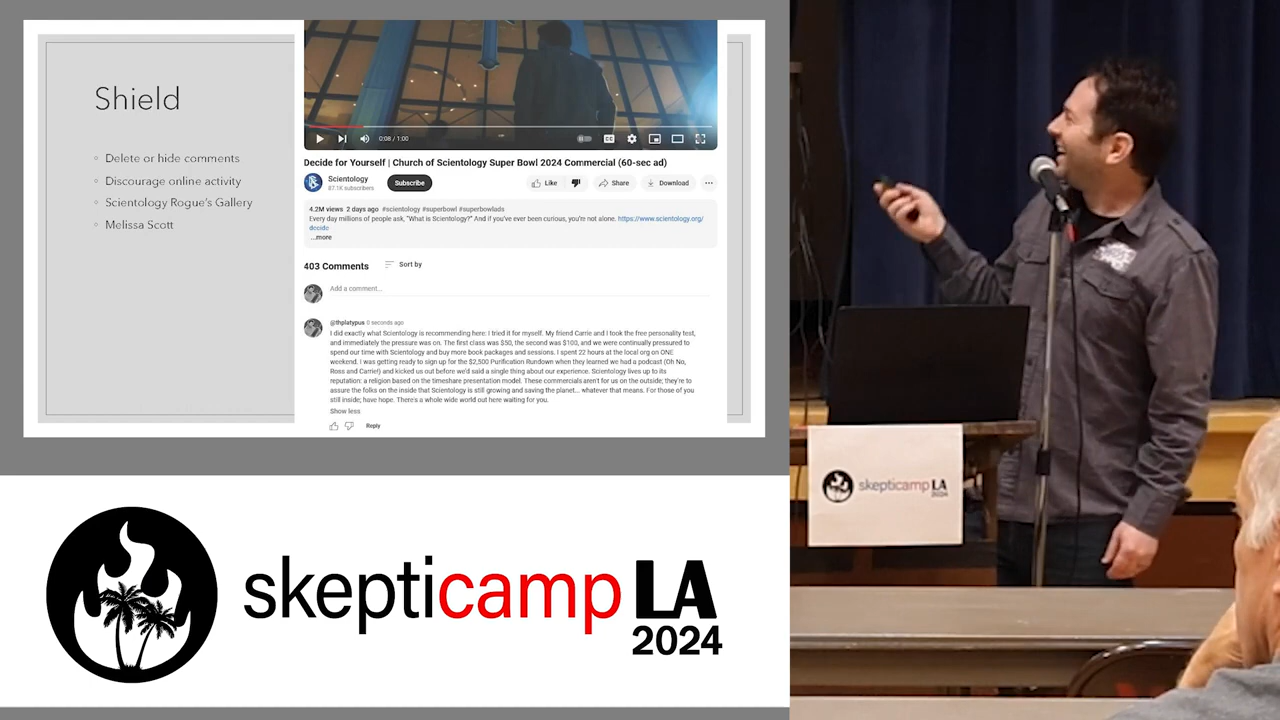 Shield
Delete or hide comments
Discourage online activity
Scientology Rogue's Gallery
Melissa Scott
0:08 / 1:00
CC
Decide for Yourself | Church of Scientology Super Bowl 2024 Commercial (60-sec ad)
Scientology
87.1K subscribers
Subscribe
Like
Share
Download
4.2M views 2 days ago #scientology #superbowl #superbowlads
Every day millions of people ask, "What is Scientology?" And if you've ever been curious, you're not alone. https://www.scientology.org/
decide
...more
403 Comments
Sort by
Add a comment...
@thplatypus 0 seconds ago
I did exactly what Scientology is recommending here: I tried it for myself. My friend Carrie and I took the free personality test,
and immediately the pressure was on. The first class was $50, the second was $100, and we were continually pressured to
spend our time with Scientology and buy more book packages and sessions. I spent 22 hours at the local org on ONE
weekend. I was getting ready to sign up for the $2,500 Purification Rundown when they learned we had a podcast (Oh No,
Ross and Carrie!) and kicked us out before we'd said a single thing about our experience. Scientology lives up to its
reputation: a religion based on the timeshare presentation model. These commercials aren't for us on the outside; they're to
assure the folks on the inside that Scientology is still growing and saving the planet... whatever that means. For those of you
still inside; have hope. There's a whole wide world out here waiting for you.
Show less
Reply
skepticamp LA
2024
skepticamp LA
2024